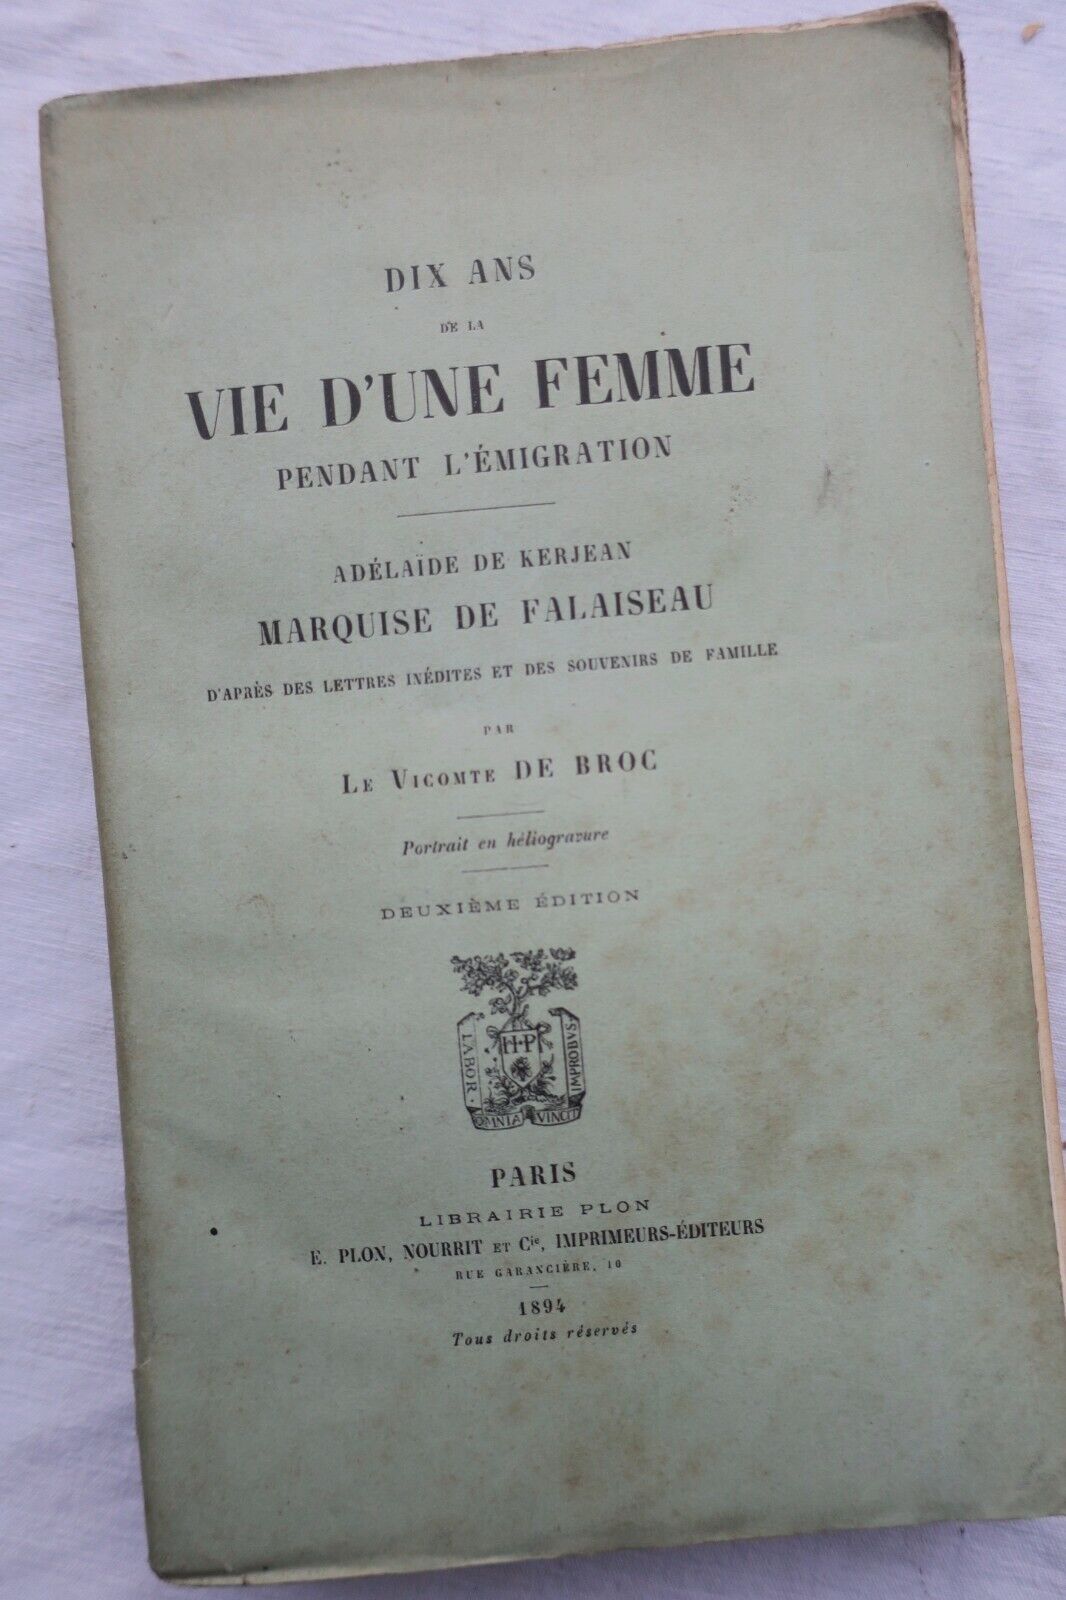 DIX ANS
DE LA
VIE D'UNE FEMME
PENDANT L'ÉMIGRATION
ADÉLAÏDE DE KERJEAN
MARQUISE DE FALAISEAU
D'APRÈS DES LETTRES INÉDITES ET DES SOUVENIRS DE FAMILLE
PAR
LE VICOMTE DE BROC
Portrait en héliogravure
DEUXIÈME ÉDITION
H·P
LABOR
IMPROBVS
OMNIA VINCIT
PARIS
LIBRAIRIE PLON
E. PLON, NOURRIT ET Cie, IMPRIMEURS-ÉDITEURS
RUE GARANCIÈRE, 10
1894
Tous droits réservés